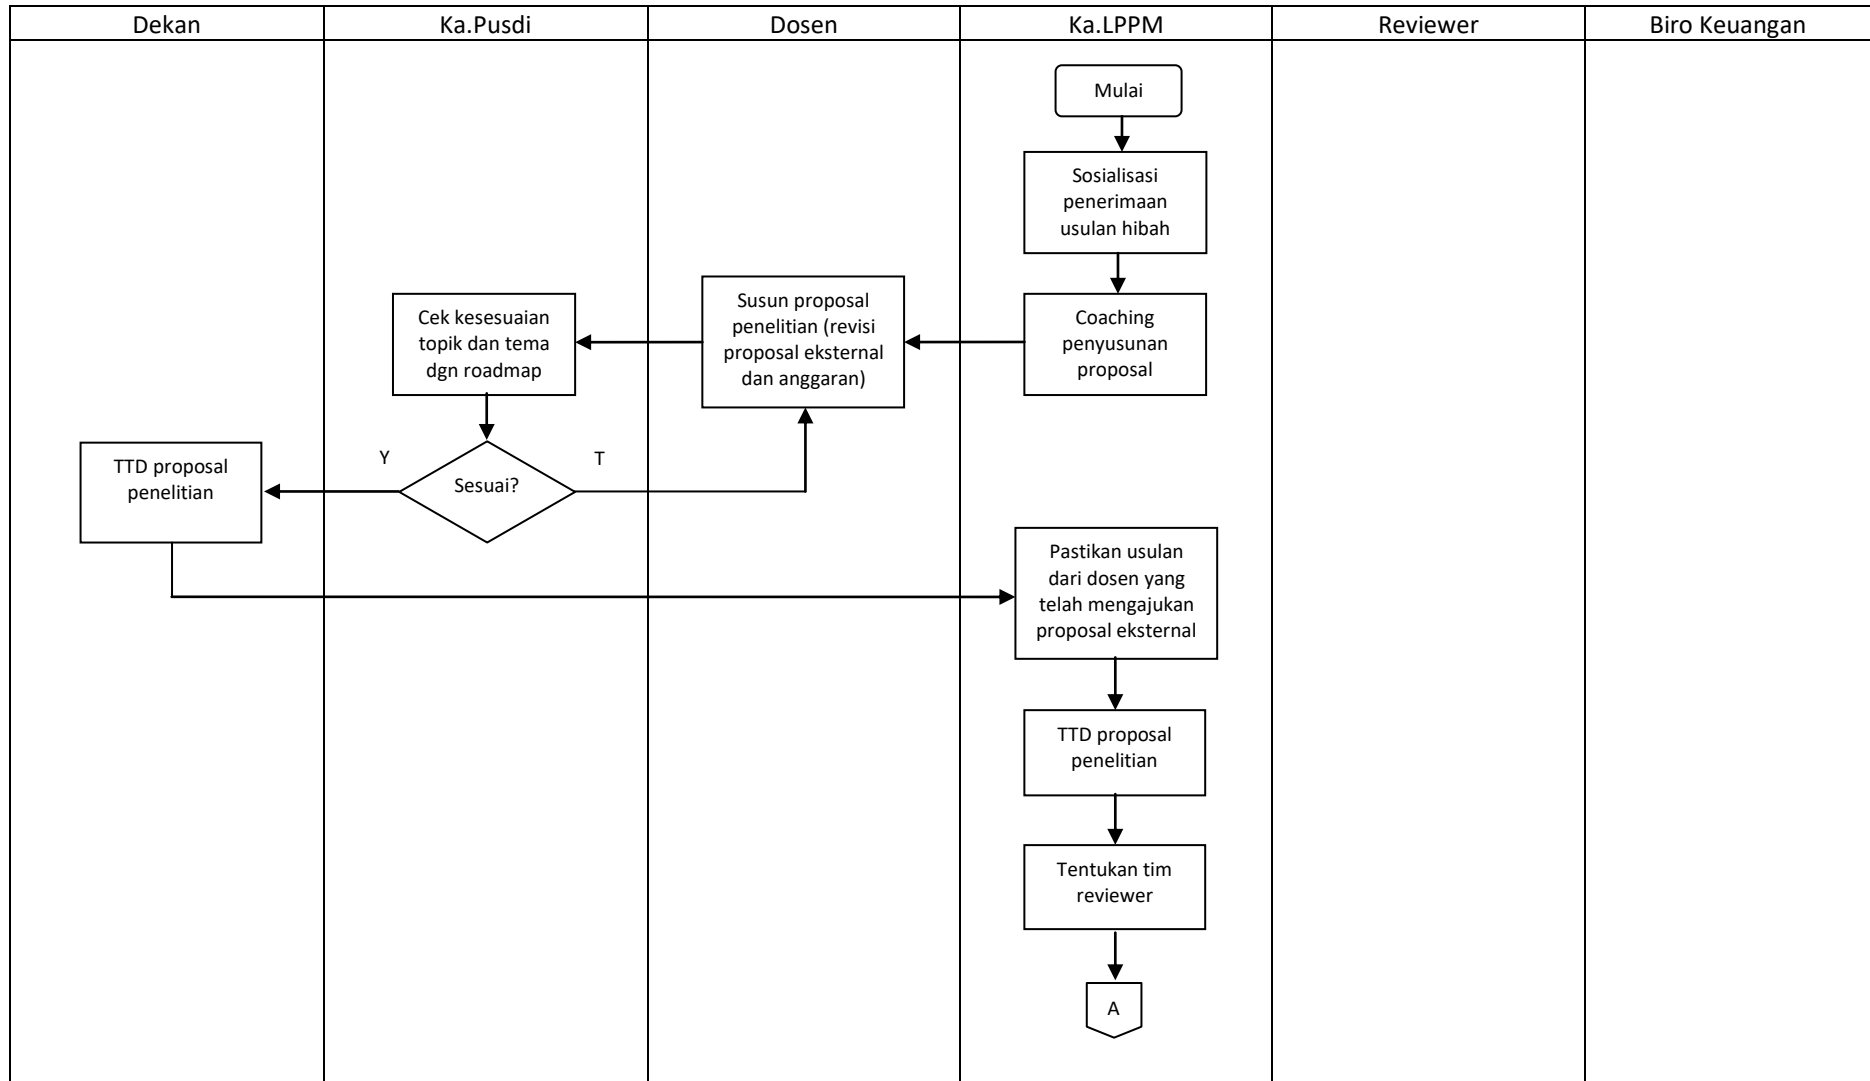 Dekan
Ka.Pusdi
Dosen
Ka.LPPM
Reviewer
Biro Keuangan
Mulai
Sosialisasi
penerimaan
usulan hibah
Coaching
penyusunan
proposal
Susun proposal
penelitian (revisi
proposal eksternal
dan anggaran)
Cek kesesuaian
topik dan tema
dgn roadmap
Sesuai?
Y
T
TTD proposal
penelitian
Pastikan usulan
dari dosen yang
telah mengajukan
proposal eksternal
TTD proposal
penelitian
Tentukan tim
reviewer
A